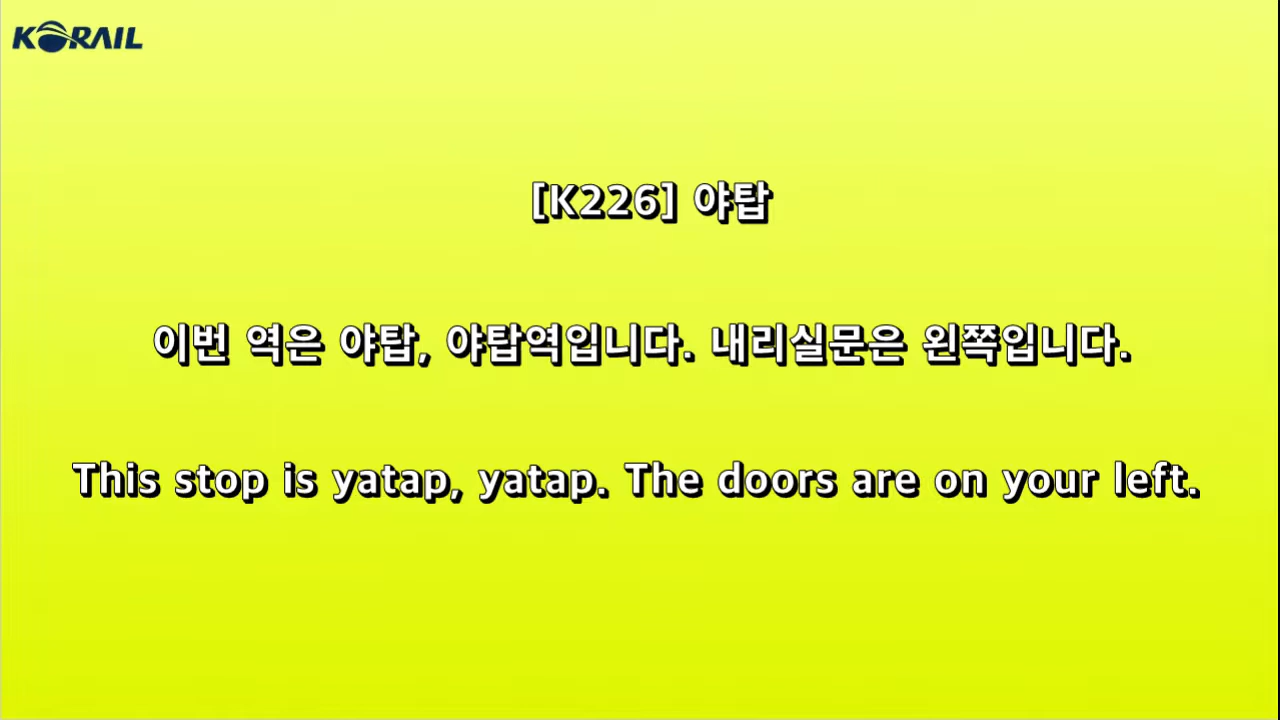 KORAIL
[K226] 야탑
이번 역은 야탑, 야탑역입니다. 내리실문은 왼쪽입니다.
This stop is yatap, yatap. The doors are on your left.